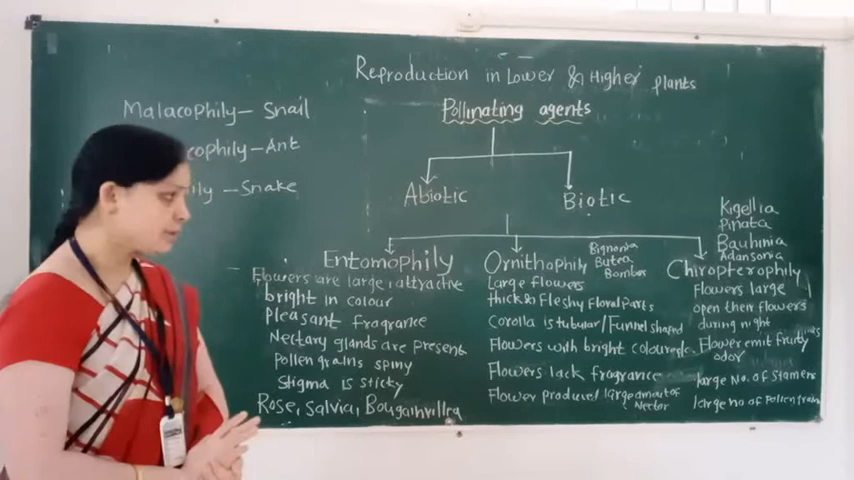 Reproduction in Lower & Higher plants
Pollinating agents
Malacophily - Snail
cophily - Ant
ily - Snake
Abiotic
Biotic
Entomophily
Flowers are large, attractive
bright in colour
Pleasant fragrance
Nectary glands are present
Pollen grains spiny
Stigma is sticky
Rose, Salvia, Bougainvillea
Ornithophily
Bignonia
Butea
Bombax
Large flowers
thick & Fleshy Floral parts
Corolla is tubular/Funnel shaped
Flowers with bright coloured
Flowers lack fragrance
Flower produces large amount of
Nector
Kigellia
Pinata
Bauhinia
Adansonia
Chiropterophily
Flowers large
open their flowers
during night
Flower emit fruity
odor
large No. of Stamens
large no of Pollen